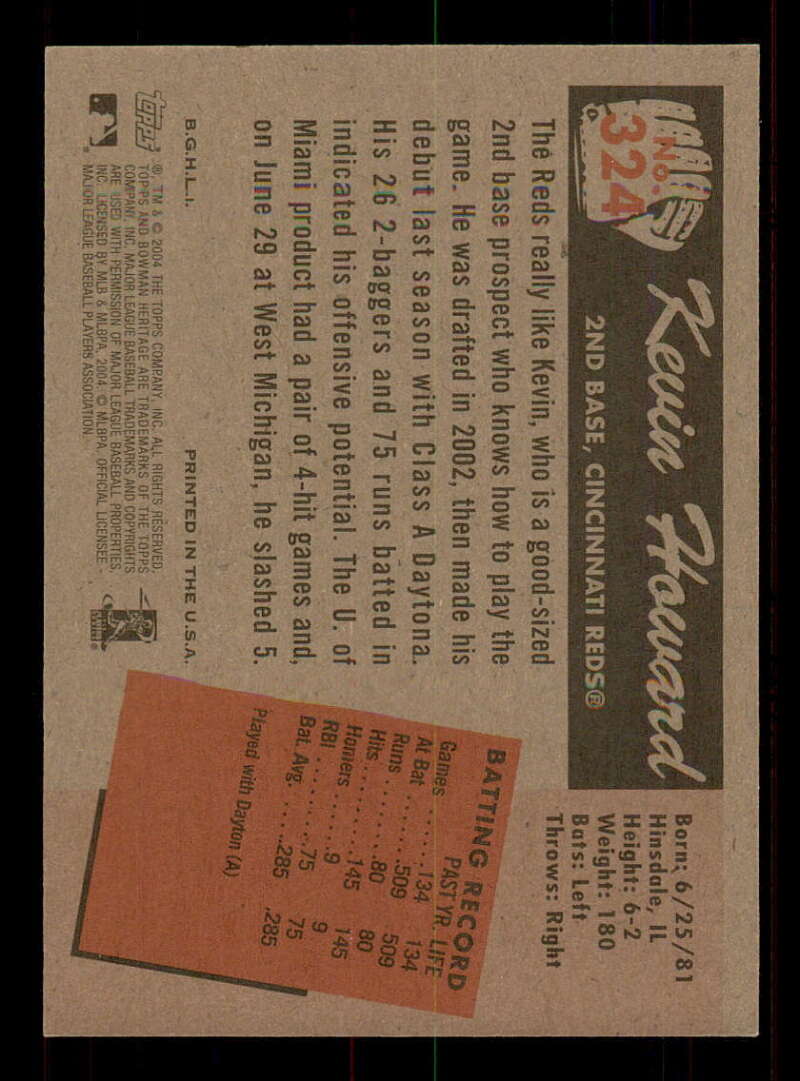 No.
324
Kevin Howard
2ND BASE, CINCINNATI REDS®
Born: 6/25/81
Hinsdale, IL
Height: 6-2
Weight: 180
Bats: Left
Throws: Right
The Reds really like Kevin, who is a good-sized
2nd base prospect who knows how to play the
game. He was drafted in 2002, then made his
debut last season with Class A Daytona.
His 26 2-baggers and 75 runs batted in
indicated his offensive potential. The U. of
Miami product had a pair of 4-hit games and,
on June 29 at West Michigan, he slashed 5.
BATTING RECORD
PAST YR. LIFE
Games ......134 134
At Bat ......509 509
Runs ........80 80
Hits ........145 145
Homers .......9 9
RBI .........75 75
Bat. Avg. .....285 .285
Played with Dayton (A)
B.G.H.L.I. PRINTED IN THE U.S.A.
Topps
®, TM & © 2004 THE TOPPS COMPANY, INC. ALL RIGHTS RESERVED.
TOPPS AND BOWMAN HERITAGE ARE TRADEMARKS OF THE TOPPS
COMPANY, INC. MAJOR LEAGUE BASEBALL TRADEMARKS AND COPYRIGHTS
ARE USED WITH PERMISSION OF MAJOR LEAGUE BASEBALL PROPERTIES,
INC. LICENSED BY MLB & MLBPA, 2004. © MLBPA, OFFICIAL LICENSEE -
MAJOR LEAGUE BASEBALL PLAYERS ASSOCIATION.